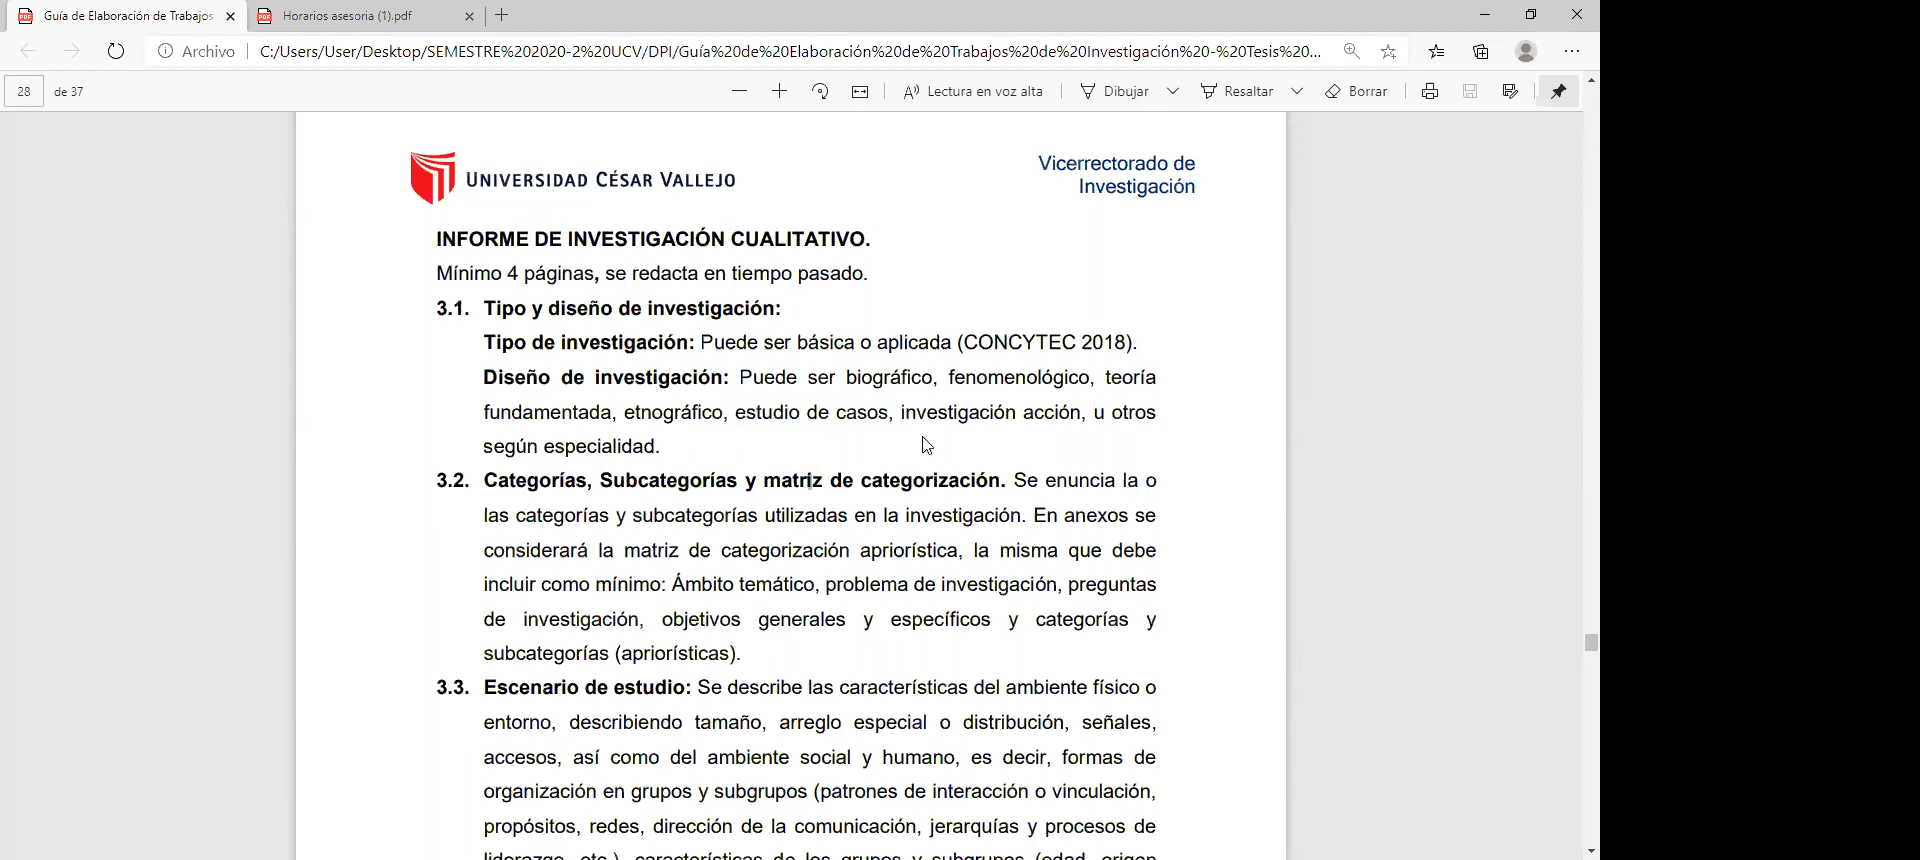 Guía de Elaboración de Trabajos
Horarios asesoria (1).pdf
Archivo
C:/Users/User/Desktop/SEMESTRE%202020-2%20UCV/DPI/Guía%20de%20Elaboración%20de%20Trabajos%20de%20Investigación%20-%20Tesis%20...
28 de 37
Lectura en voz alta
Dibujar
Resaltar
Borrar
UNIVERSIDAD CÉSAR VALLEJO
Vicerrectorado de
Investigación
INFORME DE INVESTIGACIÓN CUALITATIVO.
Mínimo 4 páginas, se redacta en tiempo pasado.
3.1. Tipo y diseño de investigación:
Tipo de investigación: Puede ser básica o aplicada (CONCYTEC 2018).
Diseño de investigación: Puede ser biográfico, fenomenológico, teoría
fundamentada, etnográfico, estudio de casos, investigación acción, u otros
según especialidad.
3.2. Categorías, Subcategorías y matriz de categorización. Se enuncia la o
las categorías y subcategorías utilizadas en la investigación. En anexos se
considerará la matriz de categorización apriorística, la misma que debe
incluir como mínimo: Ámbito temático, problema de investigación, preguntas
de investigación, objetivos generales y específicos y categorías y
subcategorías (apriorísticas).
3.3. Escenario de estudio: Se describe las características del ambiente físico o
entorno, describiendo tamaño, arreglo especial o distribución, señales,
accesos, así como del ambiente social y humano, es decir, formas de
organización en grupos y subgrupos (patrones de interacción o vinculación,
propósitos, redes, dirección de la comunicación, jerarquías y procesos de
liderazgo, etc.), características de los grupos y subgrupos (edad, origen